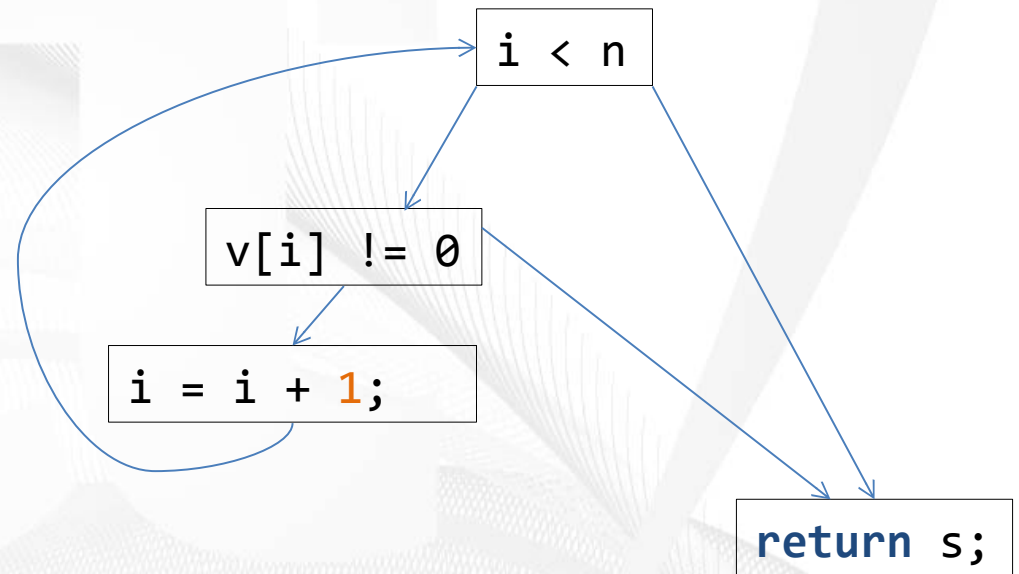 i < n
v[i] != 0
i = i + 1;
return s;